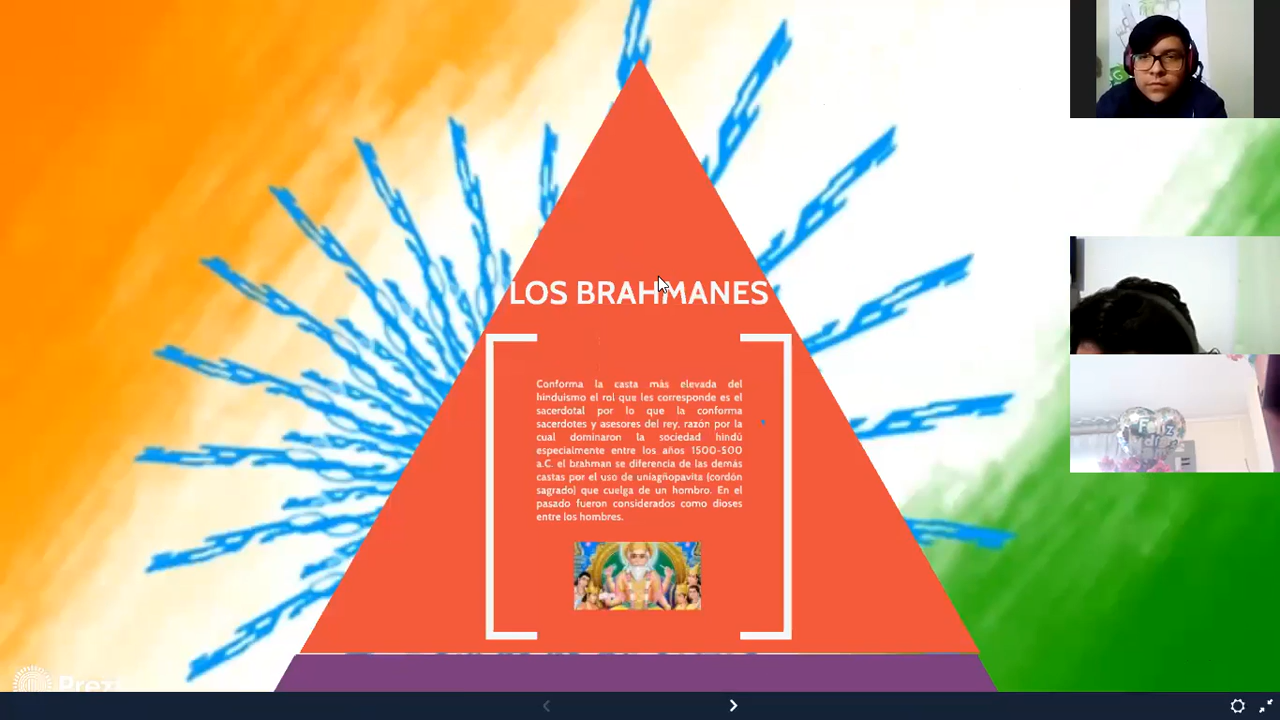 LOS BRAHMANES
Conforma la casta màs elevada del
hinduismo el rol que les corresponde es el
sacerdotal por lo que la conforma
sacerdotes y asesores del rey, razón por la
cual dominaron la sociedad hindú
especialmente entre los años 1500-500
a.C. el brahman se diferencia de las demás
castas por el uso de uniagñopavita (cordón
sagrado) que cuelga de un hombro. En el
pasado fueron considerados como dioses
entre los hombres.
Feliz
Prezi